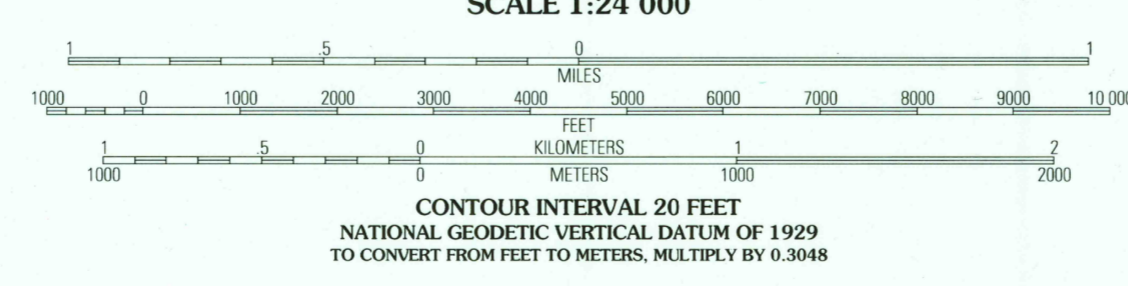 SCALE 1:24 000
1 .5 0 1
MILES
1000 0 1000 2000 3000 4000 5000 6000 7000 8000 9000 10 000
FEET
1 .5 0 KILOMETERS 1 2
1000 0 METERS 1000 2000
CONTOUR INTERVAL 20 FEET
NATIONAL GEODETIC VERTICAL DATUM OF 1929
TO CONVERT FROM FEET TO METERS, MULTIPLY BY 0.3048